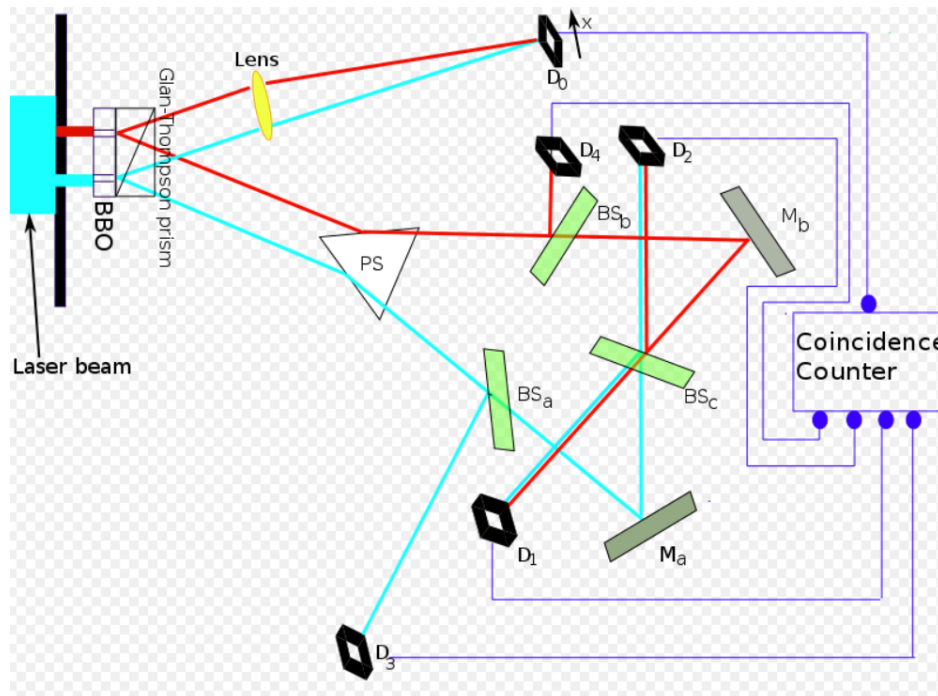 x
Lens
D0
Glan-Thompson prism
D4
D2
BSb
Mb
BBO
PS
Coincidence
Counter
Laser beam
BSa
BSc
D1
Ma
D3